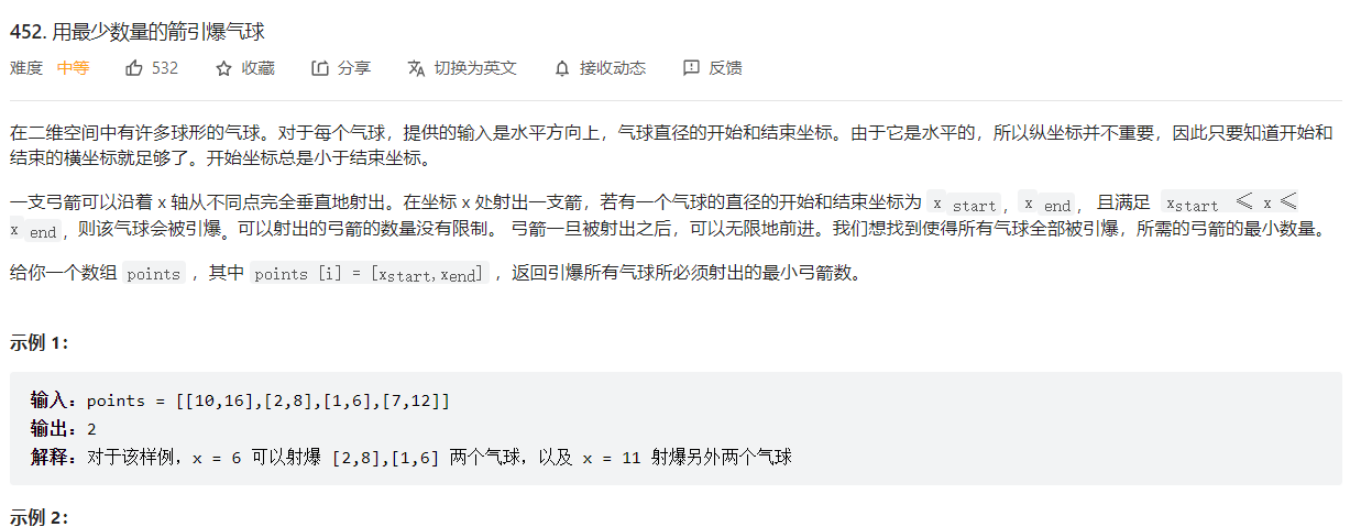 452. 用最少数量的箭引爆气球
难度 中等 532 收藏 分享 切换为英文 接收动态 反馈
在二维空间中有许多球形的气球。对于每个气球，提供的输入是水平方向上，气球直径的开始和结束坐标。由于它是水平的，所以纵坐标并不重要，因此只要知道开始和
结束的横坐标就足够了。开始坐标总是小于结束坐标。
一支弓箭可以沿着 x 轴从不同点完全垂直地射出。在坐标 x 处射出一支箭，若有一个气球的直径的开始和结束坐标为 x start，x end， 且满足 xstart ≤ x ≤
x end，则该气球会被引爆。可以射出的弓箭的数量没有限制。 弓箭一旦被射出之后，可以无限地前进。我们想找到使得所有气球全部被引爆，所需的弓箭的最小数量。
给你一个数组 points ，其中 points [i] = [xstart,xend] ，返回引爆所有气球所必须射出的最小弓箭数。
示例 1：
输入：points = [[10,16],[2,8],[1,6],[7,12]]
输出：2
解释：对于该样例，x = 6 可以射爆 [2,8],[1,6] 两个气球，以及 x = 11 射爆另外两个气球
示例 2：